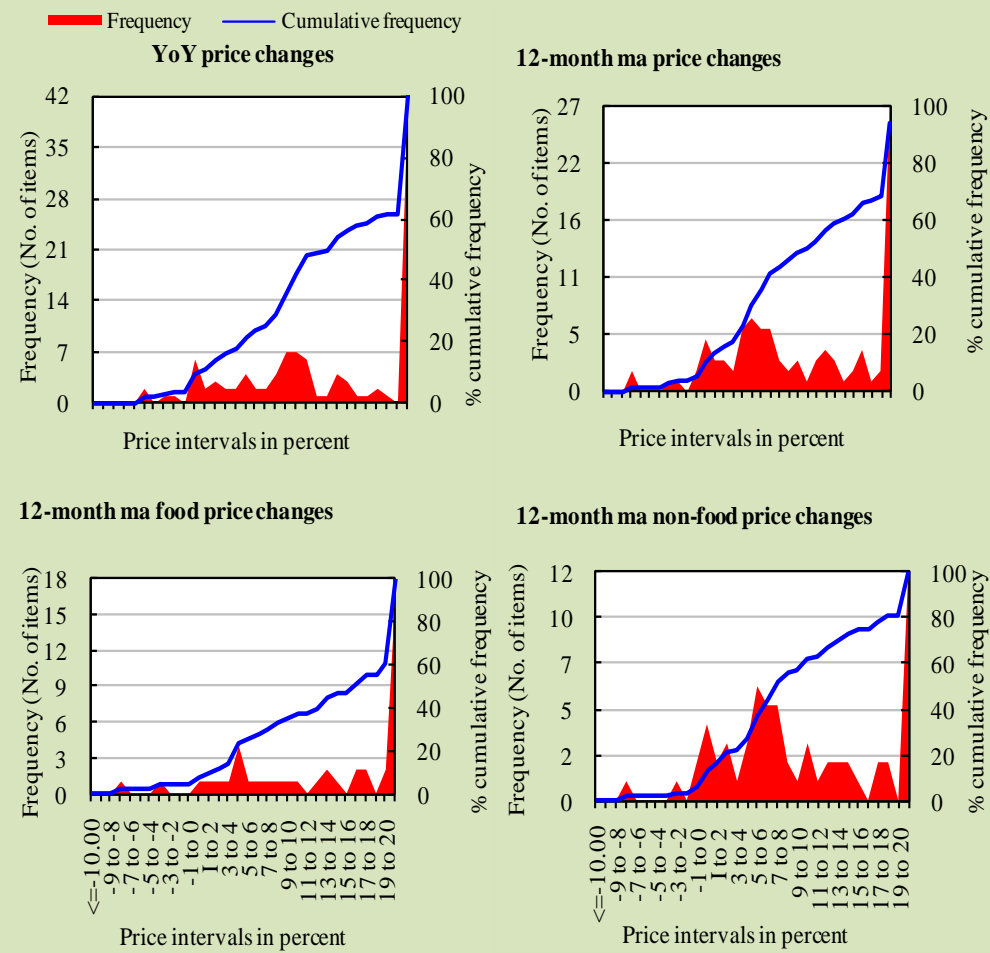 Frequency Cumulative frequency
YoY price changes
42
35
28
21
14
7
0
Frequency (No. of items)
100
80
60
40
20
0
% cumulative frequency
Price intervals in percent
12-month ma price changes
27
22
16
11
5
0
Frequency (No. of items)
100
80
60
40
20
0
% cumulative frequency
Price intervals in percent
12-month ma food price changes
18
15
12
9
6
3
0
Frequency (No. of items)
100
80
60
40
20
0
% cumulative frequency
<=-10.00
-9 to -8
-7 to -6
-5 to -4
-3 to -2
-1 to 0
1 to 2
3 to 4
5 to 6
7 to 8
9 to 10
11 to 12
13 to 14
15 to 16
17 to 18
19 to 20
Price intervals in percent
12-month ma non-food price changes
12
10
7
5
2
0
Frequency (No. of items)
100
80
60
40
20
0
% cumulative frequency
<=-10.00
-9 to -8
-7 to -6
-5 to -4
-3 to -2
-1 to 0
1 to 2
3 to 4
5 to 6
7 to 8
9 to 10
11 to 12
13 to 14
15 to 16
17 to 18
19 to 20
Price intervals in percent